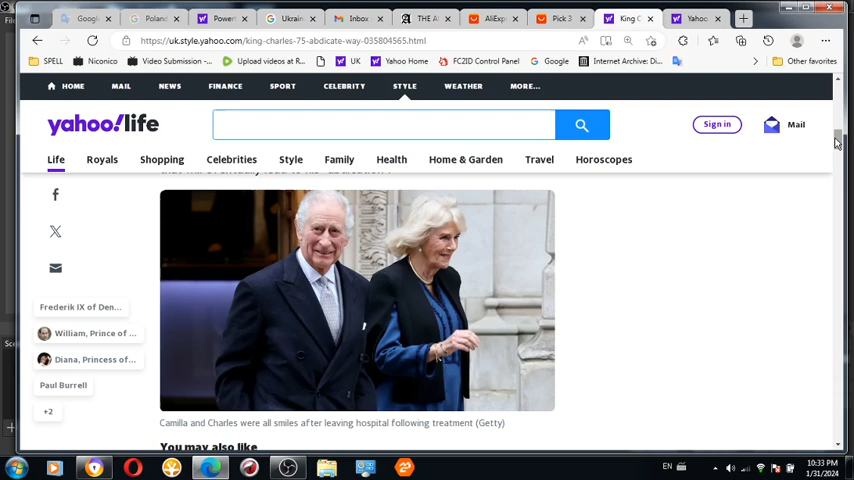 Google
Poland
Power
Ukrain
Inbox
THE A
AliExp
Pick 3
King C
Yahoo
https://uk.style.yahoo.com/king-charles-75-abdicate-way-035804565.html
SPELL
Niconico
Video Submission -...
Upload videos at R...
UK
Yahoo Home
FC2ID Control Panel
Google
Internet Archive: Di...
Other favorites
HOME MAIL NEWS FINANCE SPORT CELEBRITY STYLE WEATHER MORE...
yahoo!life
Sign in
Mail
Life Royals Shopping Celebrities Style Family Health Home & Garden Travel Horoscopes
Frederik IX of Den...
William, Prince of ...
Diana, Princess of...
Paul Burrell
+2
Camilla and Charles were all smiles after leaving hospital following treatment (Getty)
You may also like
EN
10:33 PM
1/31/2024